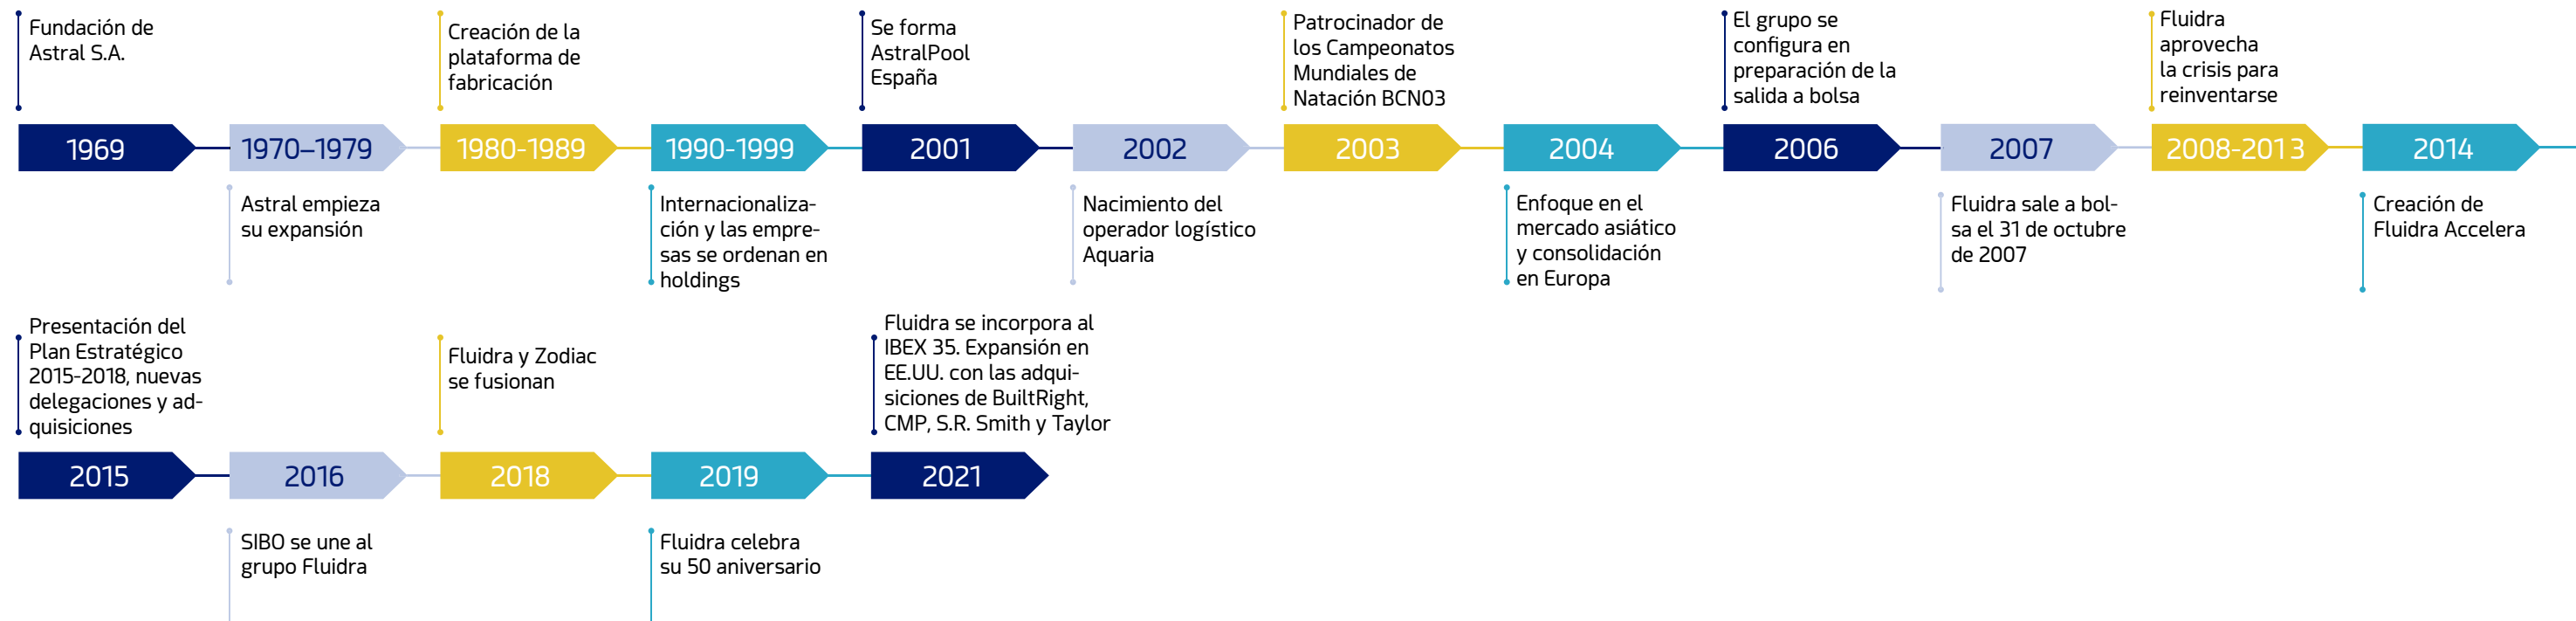 Fundación de
Astral S.A.
1969
1970–1979
Astral empieza
su expansión
Creación de la
plataforma de
fabricación
1980-1989
1990-1999
Internacionaliza-
ción y las empre-
sas se ordenan en
holdings
Se forma
AstralPool
España
2001
2002
Nacimiento del
operador logístico
Aquaria
Patrocinador de
los Campeonatos
Mundiales de
Natación BCN03
2003
2004
Enfoque en el
mercado asiático
y consolidación
en Europa
El grupo se
configura en
preparación de la
salida a bolsa
2006
2007
Fluidra sale a bol-
sa el 31 de octubre
de 2007
Fluidra
aprovecha
la crisis para
reinventarse
2008-2013
2014
Creación de
Fluidra Accelera
Presentación del
Plan Estratégico
2015-2018, nuevas
delegaciones y ad-
quisiciones
2015
2016
SIBO se une al
grupo Fluidra
Fluidra y Zodiac
se fusionan
2018
2019
Fluidra celebra
su 50 aniversario
Fluidra se incorpora al
IBEX 35. Expansión en
EE.UU. con las adqui-
siciones de BuiltRight,
CMP, S.R. Smith y Taylor
2021